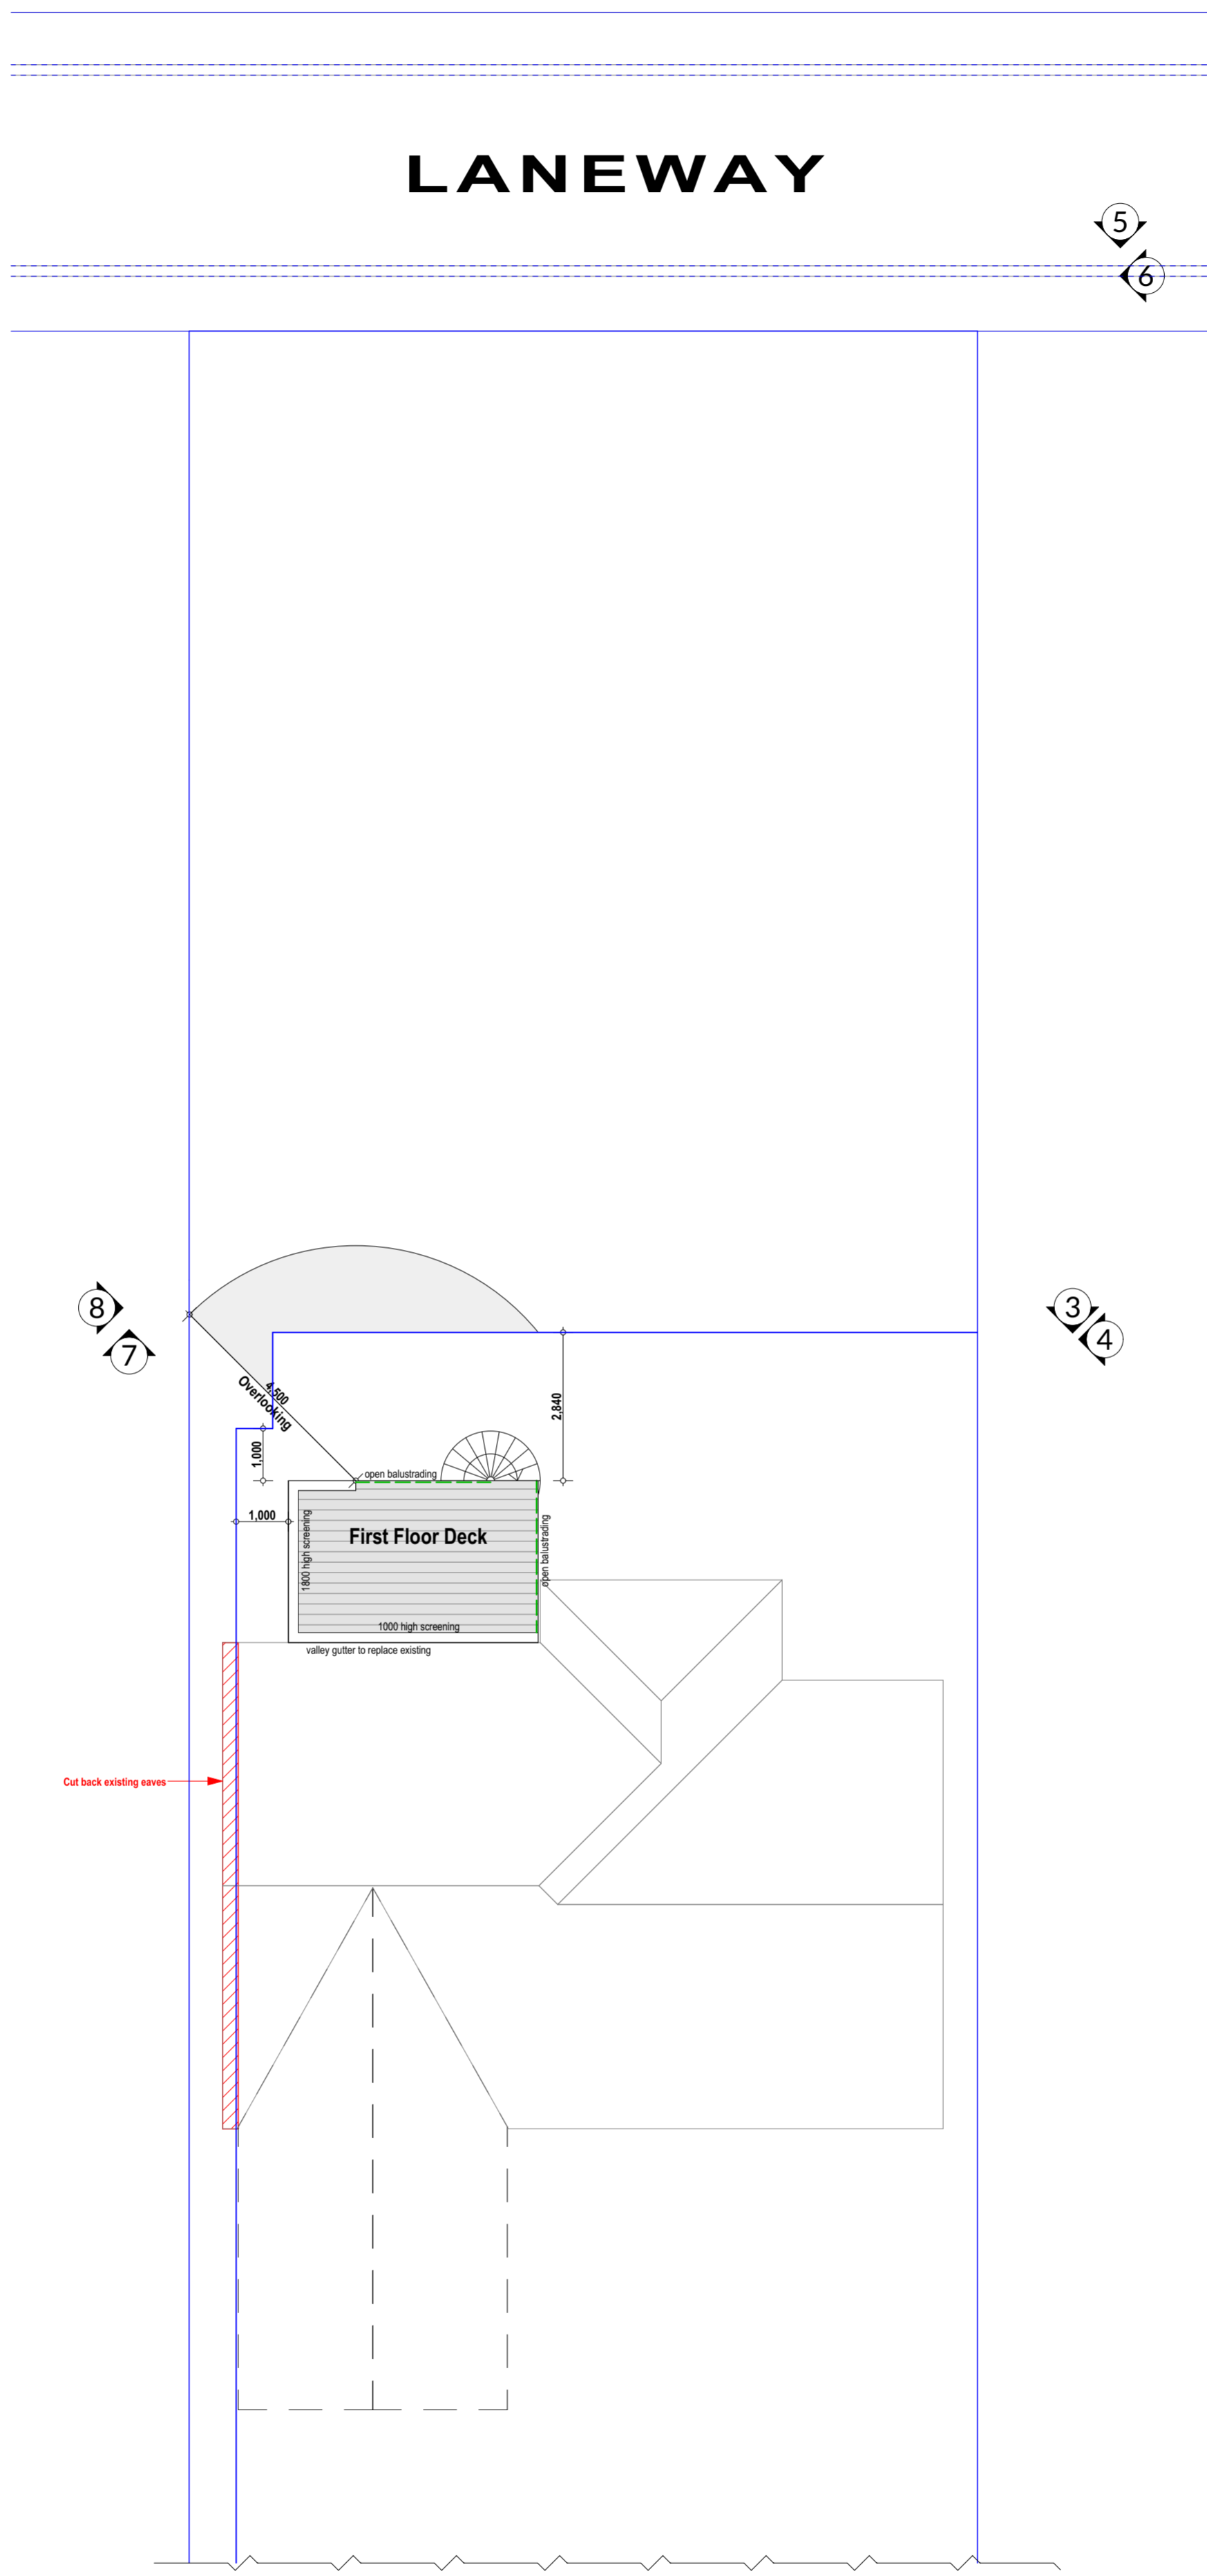 LANEWAY
5
6
8
7
3
4
4,500
Overlooking
2,840
1,000
open balustrading
1,000
First Floor Deck
1800 high screening
open balustrading
1000 high screening
valley gutter to replace existing
Cut back existing eaves